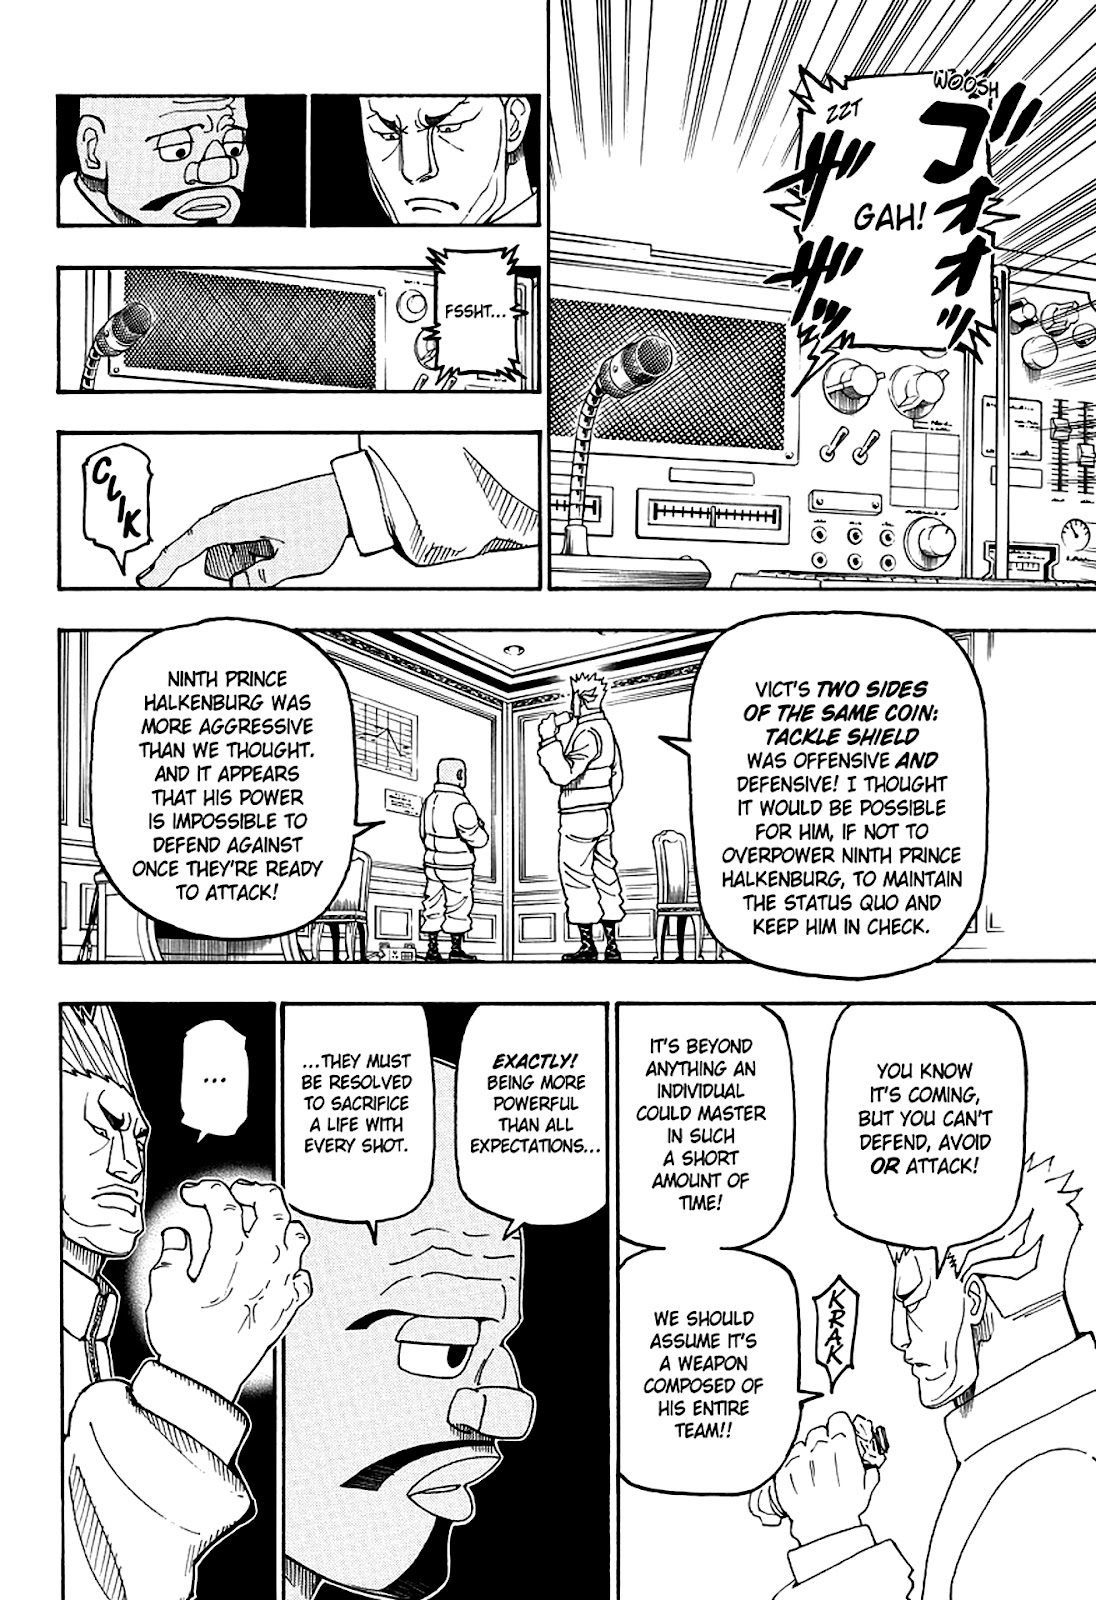 WOOSH
ゴオオオ
ZZT
GAH!
FSSHT...
CLIK
VICT'S TWO SIDES
OF THE SAME COIN:
TACKLE SHIELD
WAS OFFENSIVE AND
DEFENSIVE! I THOUGHT
IT WOULD BE POSSIBLE
FOR HIM, IF NOT TO
OVERPOWER NINTH PRINCE
HALKENBURG, TO MAINTAIN
THE STATUS QUO AND
KEEP HIM IN CHECK.
NINTH PRINCE
HALKENBURG WAS
MORE AGGRESSIVE
THAN WE THOUGHT.
AND IT APPEARS
THAT HIS POWER
IS IMPOSSIBLE TO
DEFEND AGAINST
ONCE THEY'RE READY
TO ATTACK!
YOU KNOW
IT'S COMING,
BUT YOU CAN'T
DEFEND, AVOID
OR ATTACK!
IT'S BEYOND
ANYTHING AN
INDIVIDUAL
COULD MASTER
IN SUCH
A SHORT
AMOUNT OF
TIME!
KRAK
WE SHOULD
ASSUME IT'S
A WEAPON
COMPOSED OF
HIS ENTIRE
TEAM!!
EXACTLY!
BEING MORE
POWERFUL
THAN ALL
EXPECTATIONS...
...THEY MUST
BE RESOLVED
TO SACRIFICE
A LIFE WITH
EVERY SHOT.
...